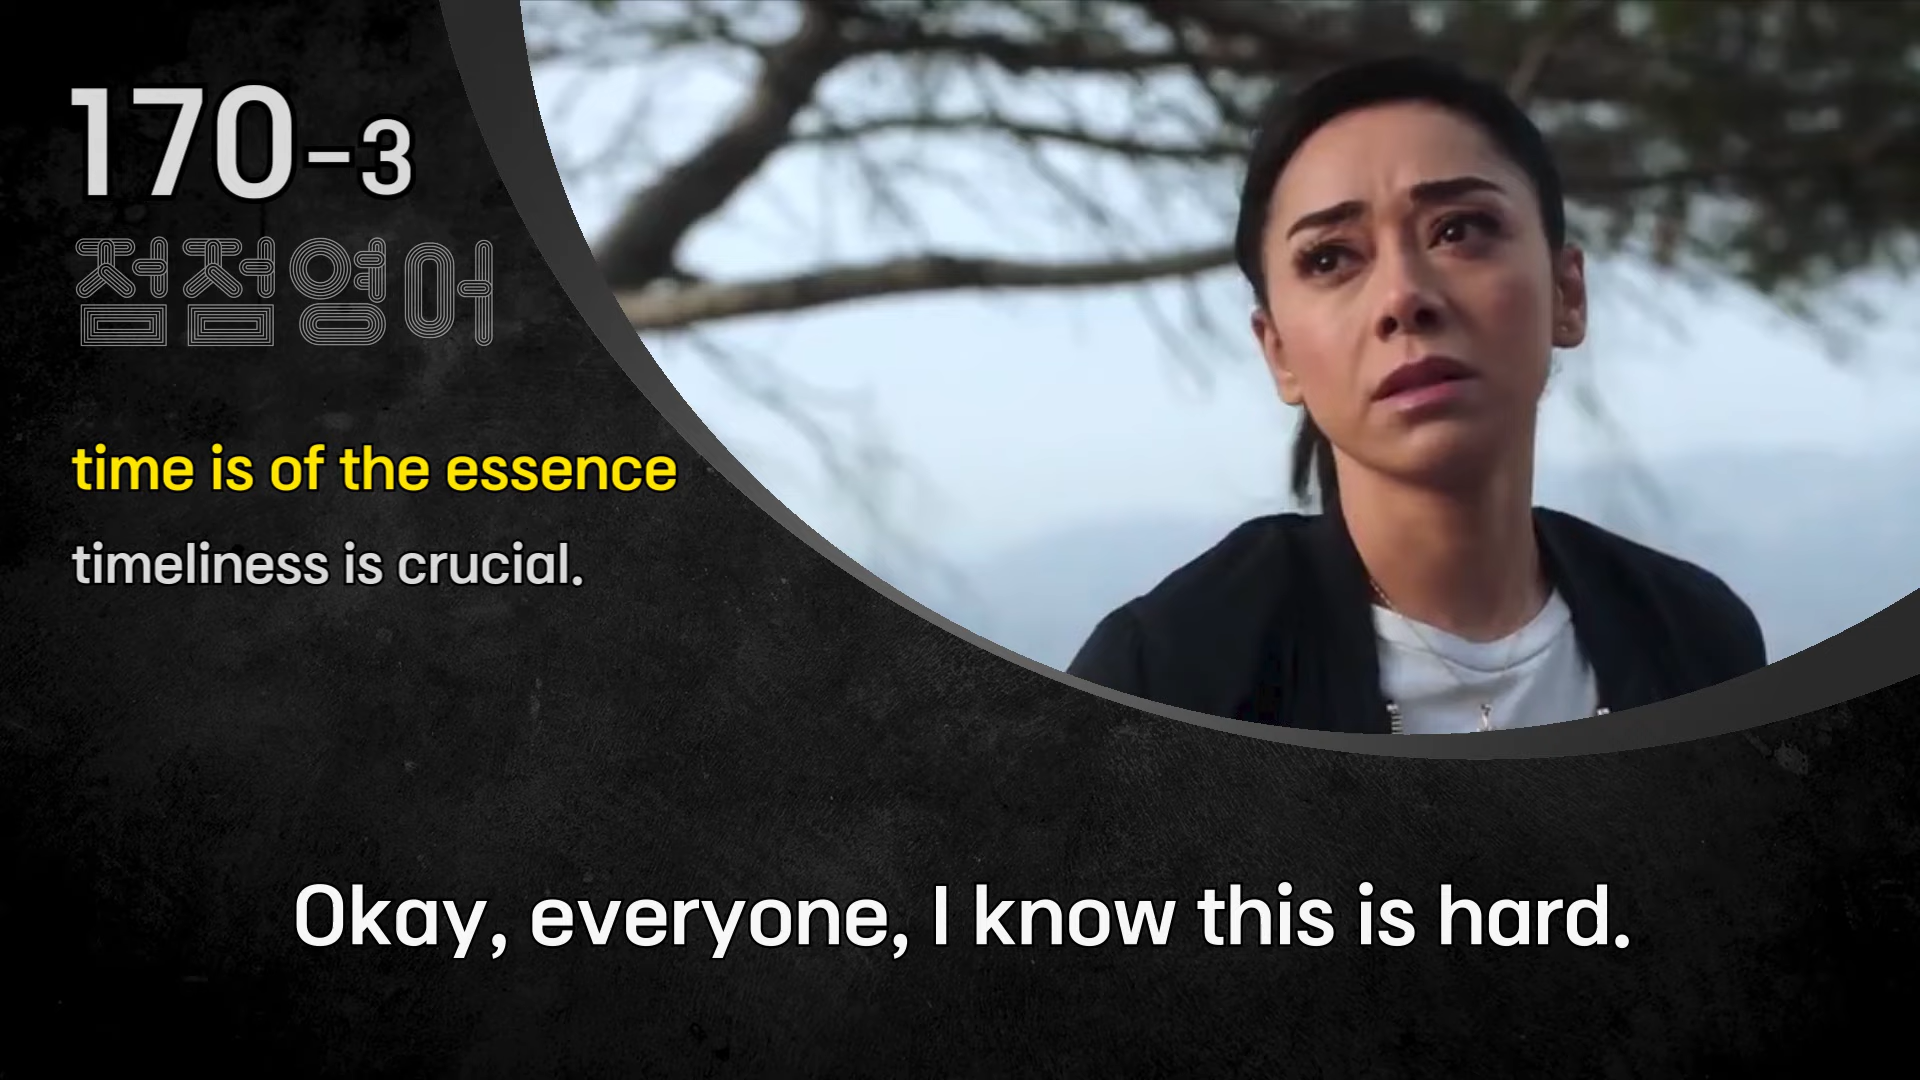 170-3
점점영어
time is of the essence
timeliness is crucial.
Okay, everyone, I know this is hard.